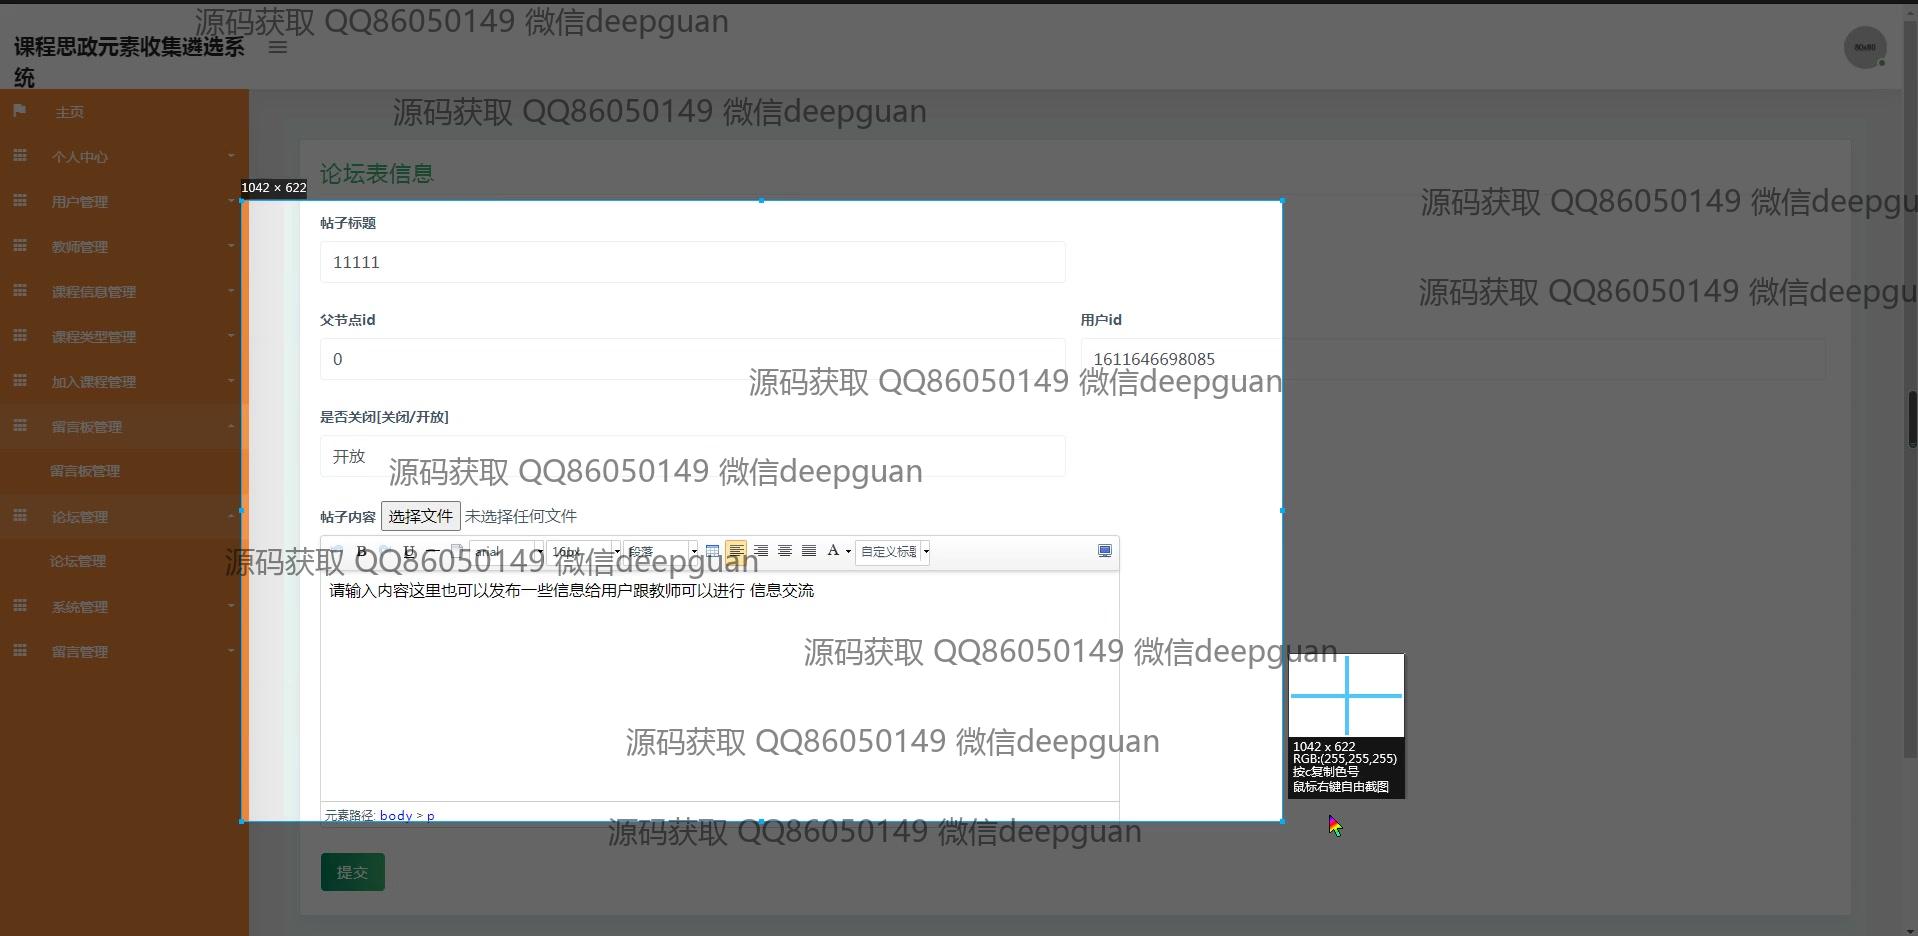 源码获取 QQ86050149 微信deepguan
课程思政元素收集遴选系
统
80x80
主页
源码获取 QQ86050149 微信deepguan
个人中心
论坛表信息
1042 × 622
用户管理
源码获取 QQ86050149 微信deepgu
帖子标题
教师管理
11111
课程信息管理
源码获取 QQ86050149 微信deepgu
父节点id
用户id
课程类型管理
0
1611646698085
加入课程管理
源码获取 QQ86050149 微信deepguan
是否关闭[关闭/开放]
留言板管理
开放
留言板管理
源码获取 QQ86050149 微信deepguan
论坛管理
帖子内容 选择文件 未选择任何文件
B U arial 16px 段落 A 自定义标题
论坛管理
源码获取 QQ86050149 微信deepguan
请输入内容这里也可以发布一些信息给用户跟教师可以进行 信息交流
系统管理
留言管理
源码获取 QQ86050149 微信deepguan
源码获取 QQ86050149 微信deepguan
1042 x 622
RGB:(255,255,255)
按c复制色号
鼠标右键自由截图
元素路径: body > p
源码获取 QQ86050149 微信deepguan
提交